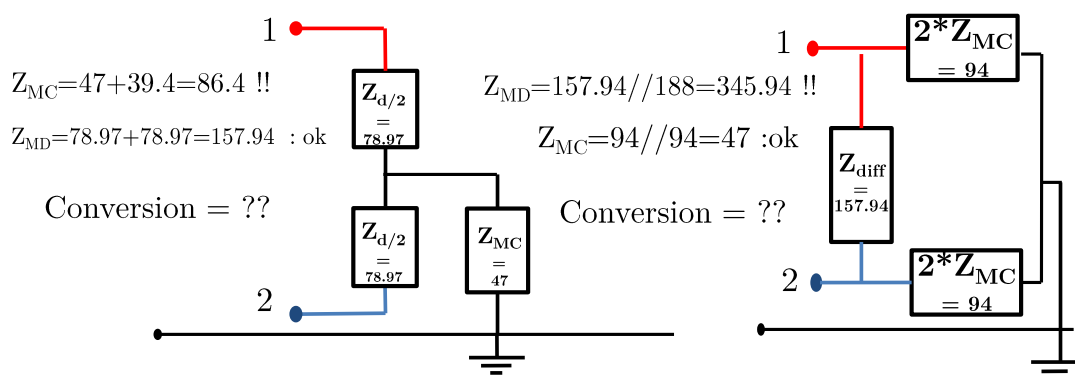 1
Z_MC=47+39.4=86.4 !!
Z_d/2
=
78.97
Z_MD=78.97+78.97=157.94 : ok
Conversion = ??
Z_d/2
=
78.97
Z_MC
=
47
2
2*Z_MC
= 94
1
Z_MD=157.94//188=345.94 !!
Z_MC=94//94=47 :ok
Z_diff
=
157.94
Conversion = ??
2
2*Z_MC
= 94